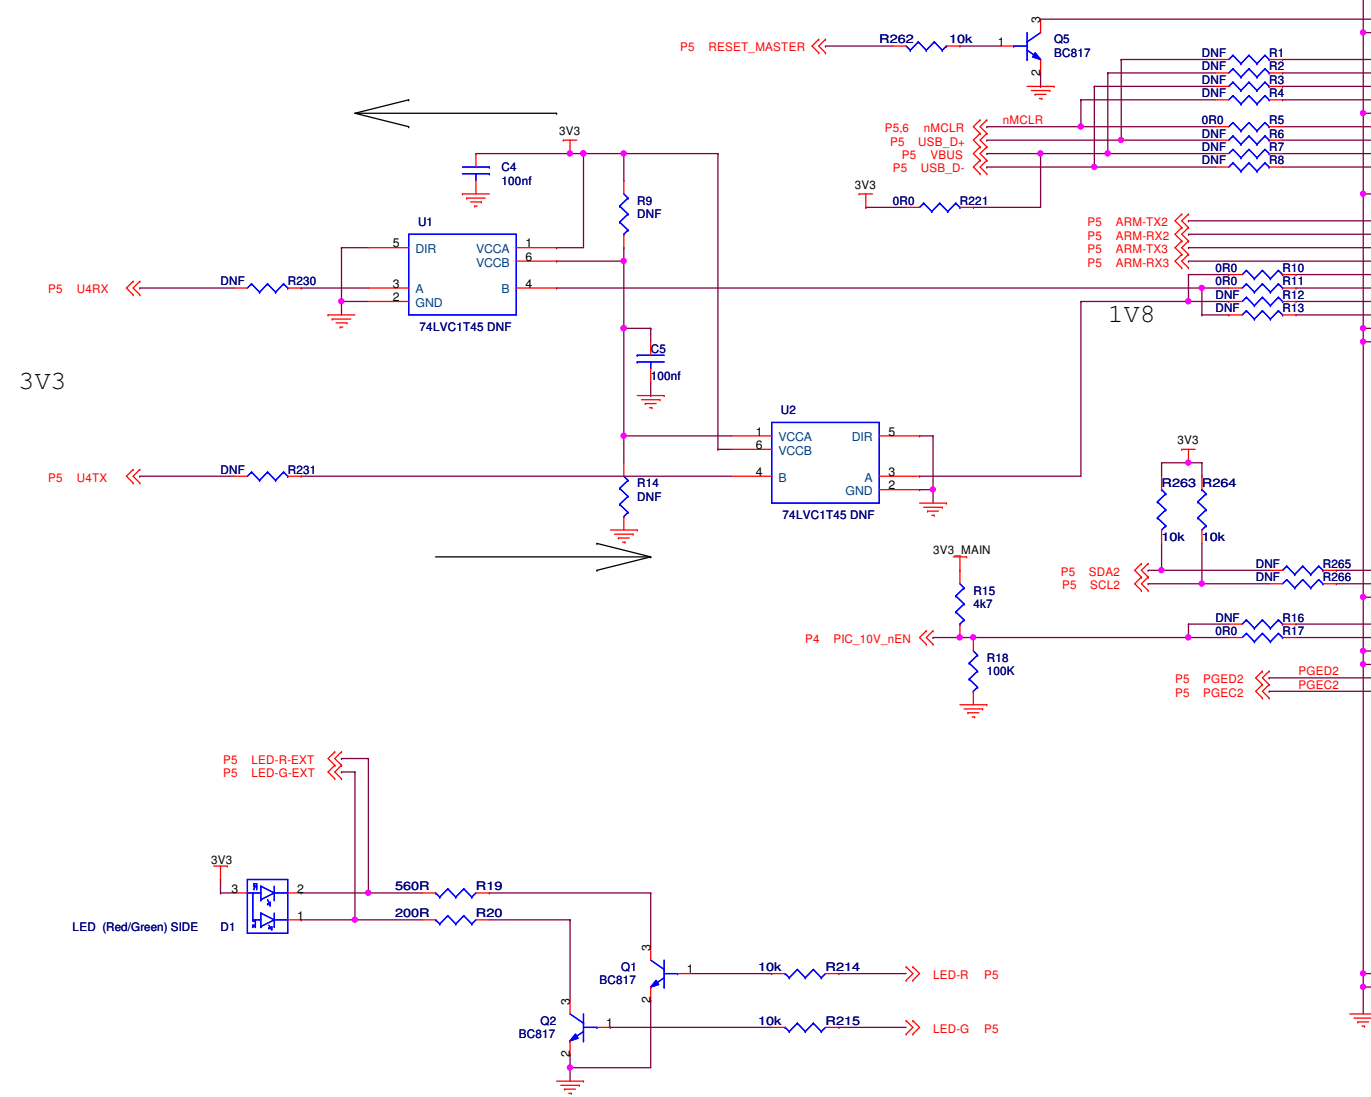 P5 RESET_MASTER R262 10k 1 3 2 Q5
BC817
DNF R1
DNF R2
DNF R3
DNF R4
P5,6 nMCLR nMCLR 0R0 R5
P5 USB_D+ DNF R6
P5 VBUS DNF R7
P5 USB_D- DNF R8
3V3
C4
100nf
3V3
0R0 R221
R9
DNF
U1
5 DIR VCCA 1
VCCB 6
3 A B 4
2 GND
74LVC1T45 DNF
P5 U4RX DNF R230
P5 ARM-TX2
P5 ARM-RX2
P5 ARM-TX3
P5 ARM-RX3
0R0 R10
0R0 R11
DNF R12
DNF R13
1V8
C5
100nf
3V3
U2
1 VCCA DIR 5
6 VCCB
4 B A 3
GND 2
74LVC1T45 DNF
P5 U4TX DNF R231
R14
DNF
3V3
R263 R264
10k 10k
P5 SDA2 DNF R265
P5 SCL2 DNF R266
3V3_MAIN
R15
4k7
P4 PIC_10V_nEN
DNF R16
0R0 R17
R18
100K
P5 PGED2 PGED2
P5 PGEC2 PGEC2
P5 LED-R-EXT
P5 LED-G-EXT
3V3
3 2 560R R19
1 200R R20
LED (Red/Green) SIDE D1
3
Q1
BC817
1 10k R214 LED-R P5
2
3
Q2
BC817
1 10k R215 LED-G P5
2